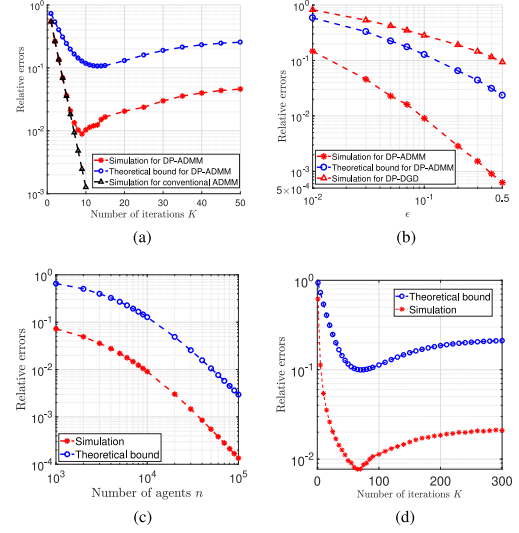 10^0
10^-1
10^-2
10^-3
Relative errors
Simulation for DP-ADMM
Theoretical bound for DP-ADMM
Simulation for conventional ADMM
0 10 20 30 40 50
Number of iterations K
(a)
10^0
10^-1
10^-2
10^-3
5×10^-4
Relative errors
Simulation for DP-ADMM
Theoretical bound for DP-ADMM
Simulation for DP-DGD
10^-2 10^-1 0.5
ϵ
(b)
10^0
10^-1
10^-2
10^-3
10^-4
Relative errors
Simulation
Theoretical bound
10^3 10^4 10^5
Number of agents n
(c)
10^0
10^-1
10^-2
Relative errors
Theoretical bound
Simulation
0 100 200 300
Number of iterations K
(d)